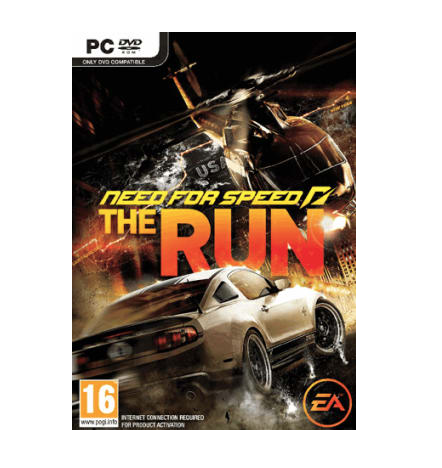 PC DVD
ROM
ONLY DVD COMPATIBLE
USA
NEED FOR SPEED
THE RUN
16
www.pegi.info
INTERNET CONNECTION REQUIRED
FOR PRODUCT ACTIVATION
EA